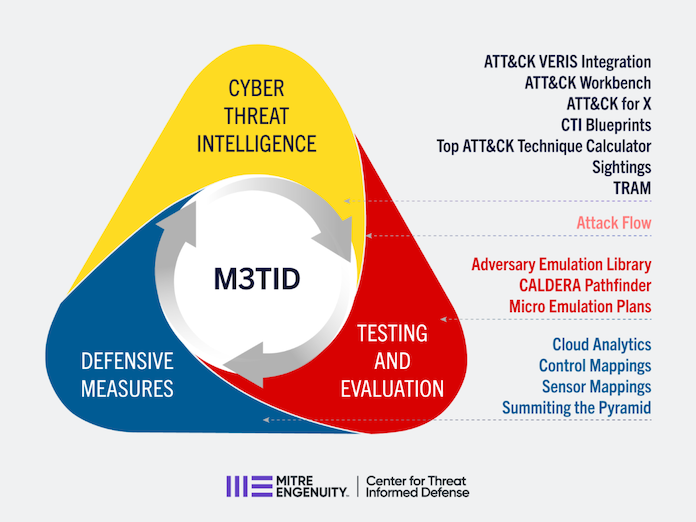 CYBER
THREAT
INTELLIGENCE
M3TID
DEFENSIVE
MEASURES
TESTING
AND
EVALUATION
ATT&CK VERIS Integration
ATT&CK Workbench
ATT&CK for X
CTI Blueprints
Top ATT&CK Technique Calculator
Sightings
TRAM
Attack Flow
Adversary Emulation Library
CALDERA Pathfinder
Micro Emulation Plans
Cloud Analytics
Control Mappings
Sensor Mappings
Summiting the Pyramid
MITRE
ENGENUITY™
Center for Threat
Informed Defense